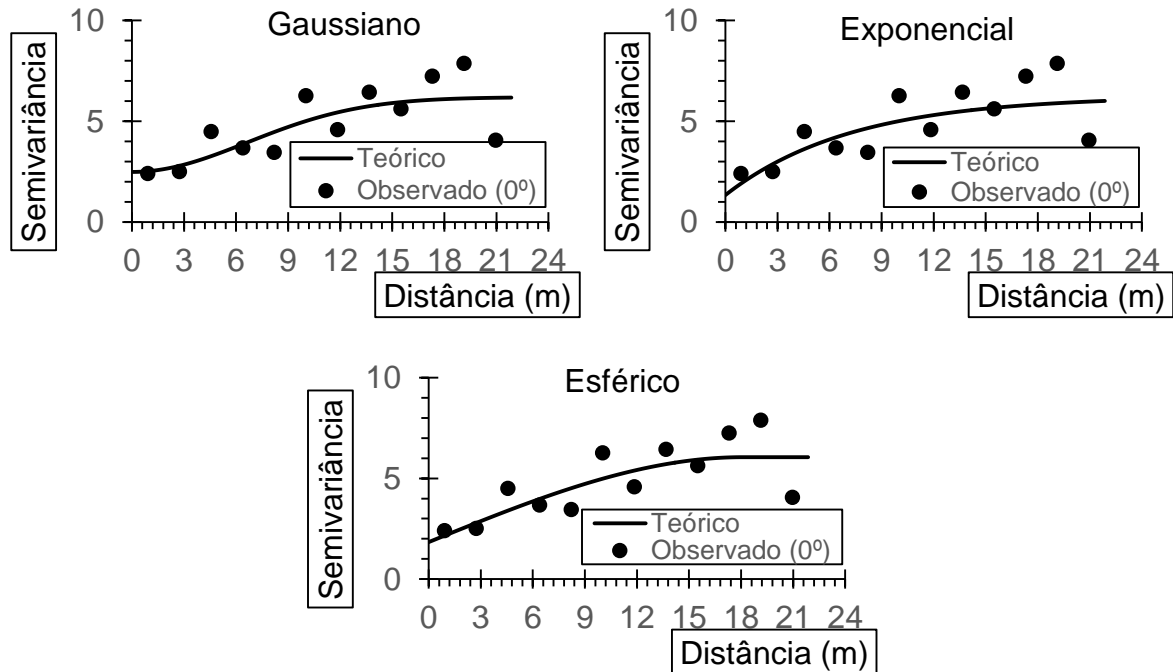 Gaussiano
Semivariância
10
5
0
Teórico
Observado (0º)
0 3 6 9 12 15 18 21 24
Distância (m)
Exponencial
Semivariância
10
5
0
Teórico
Observado (0º)
0 3 6 9 12 15 18 21 24
Distância (m)
Esférico
Semivariância
10
5
0
Teórico
Observado (0º)
0 3 6 9 12 15 18 21 24
Distância (m)